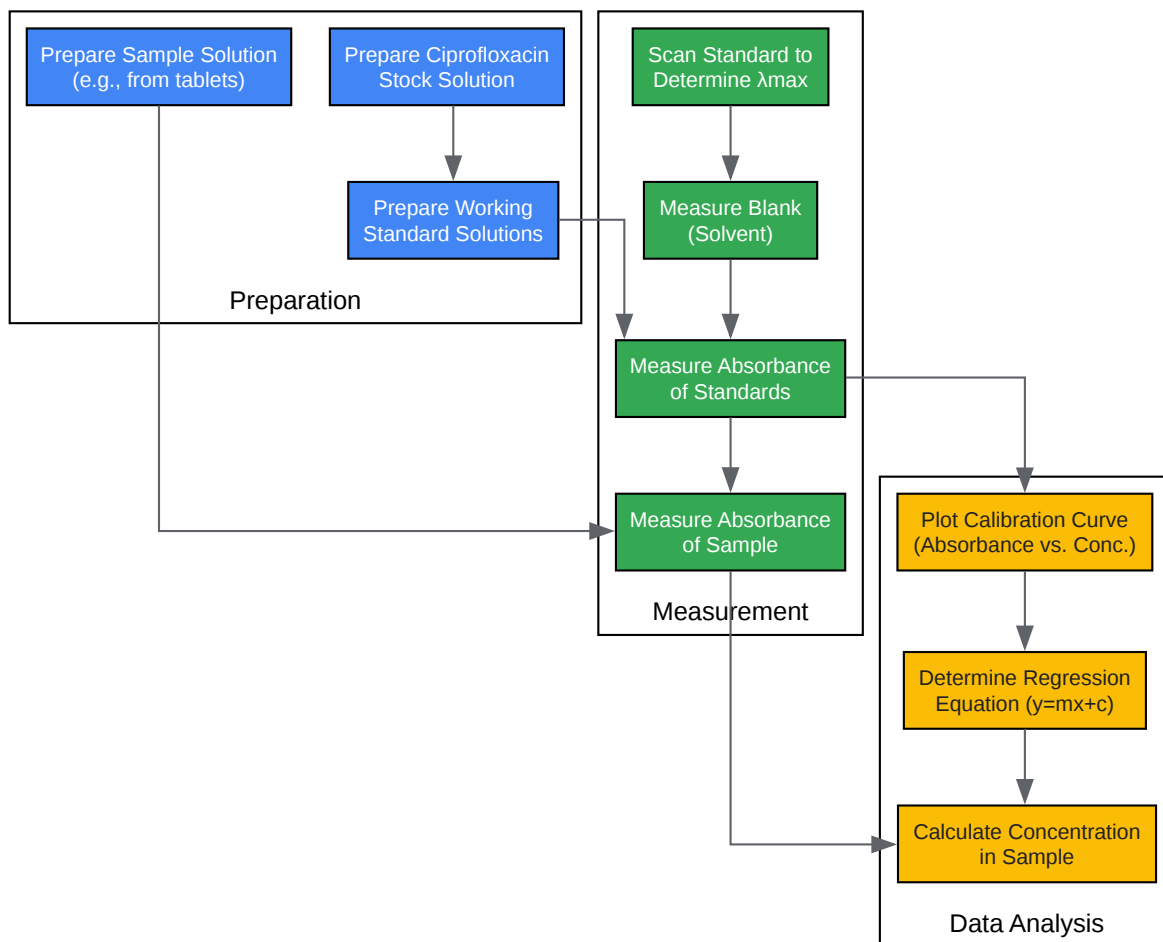 Prepare Sample Solution
(e.g., from tablets)
Prepare Ciprofloxacin
Stock Solution
Prepare Working
Standard Solutions
Preparation
Scan Standard to
Determine λmax
Measure Blank
(Solvent)
Measure Absorbance
of Standards
Measure Absorbance
of Sample
Measurement
Plot Calibration Curve
(Absorbance vs. Conc.)
Determine Regression
Equation (y=mx+c)
Calculate Concentration
in Sample
Data Analysis